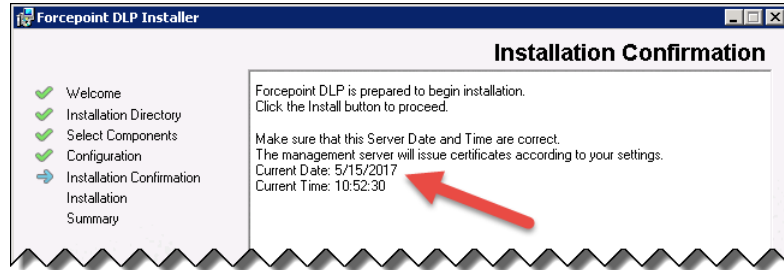 Forcepoint DLP Installer
Installation Confirmation
Welcome
Installation Directory
Select Components
Configuration
Installation Confirmation
Installation
Summary
Forcepoint DLP is prepared to begin installation.
Click the Install button to proceed.
Make sure that this Server Date and Time are correct.
The management server will issue certificates according to your settings.
Current Date: 5/15/2017
Current Time: 10:52:30